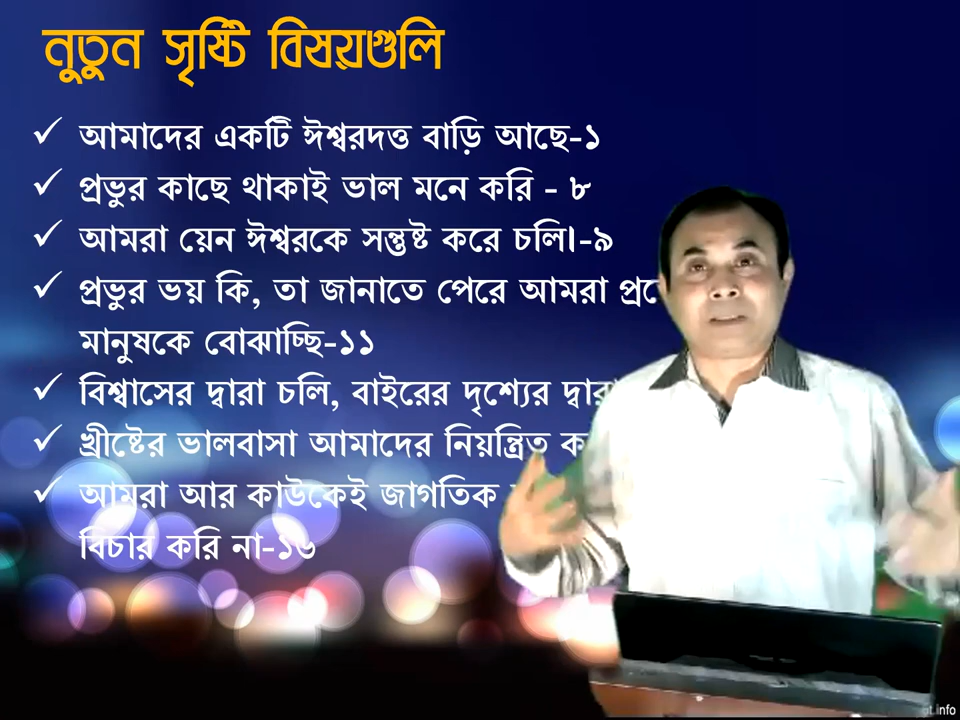 নুতুন সৃষ্টি বিষয়গুলি
✓ আমাদের একটি ঈশ্বরদত্ত বাড়ি আছে-১
✓ প্রভুর কাছে থাকাই ভাল মনে করি - ৮
✓ আমরা যেন ঈশ্বরকে সন্তুষ্ট করে চলি।-৯
✓ প্রভুর ভয় কি, তা জানাতে পেরে আমরা
মানুষকে বোঝাচ্ছি-১১
✓ বিশ্বাসের দ্বারা চলি, বাইরের দৃশ্যের
✓ খ্রীষ্টের ভালবাসা আমাদের নিয়ন্ত্রিত
✓ আমরা আর কাউকেই জাগতিক
বিচার করি না-১৬